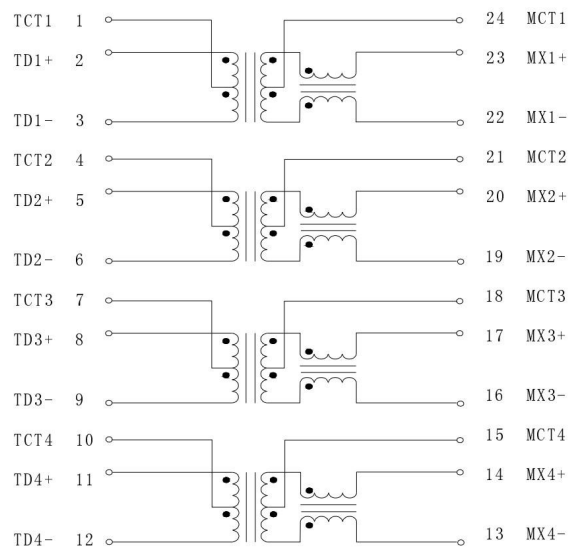 TCT1 1 24 MCT1
TD1+ 2 23 MX1+
TD1- 3 22 MX1-
TCT2 4 21 MCT2
TD2+ 5 20 MX2+
TD2- 6 19 MX2-
TCT3 7 18 MCT3
TD3+ 8 17 MX3+
TD3- 9 16 MX3-
TCT4 10 15 MCT4
TD4+ 11 14 MX4+
TD4- 12 13 MX4-